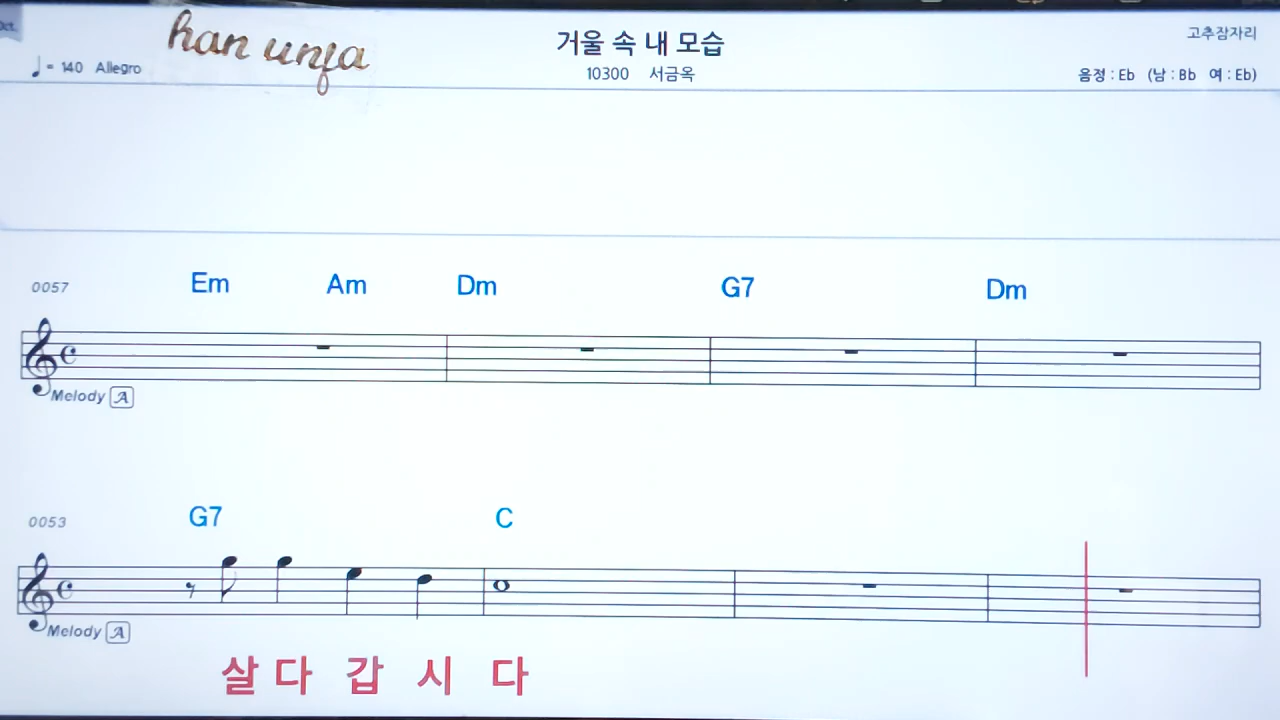 Oct.
han unja
거울 속 내 모습
고추잠자리
♩= 140 Allegro
10300 서금옥
음정 : Eb (남 : Bb 여 : Eb)
0057 Em Am Dm G7 Dm
Melody A
0053 G7 C
Melody A
살 다 갑 시 다